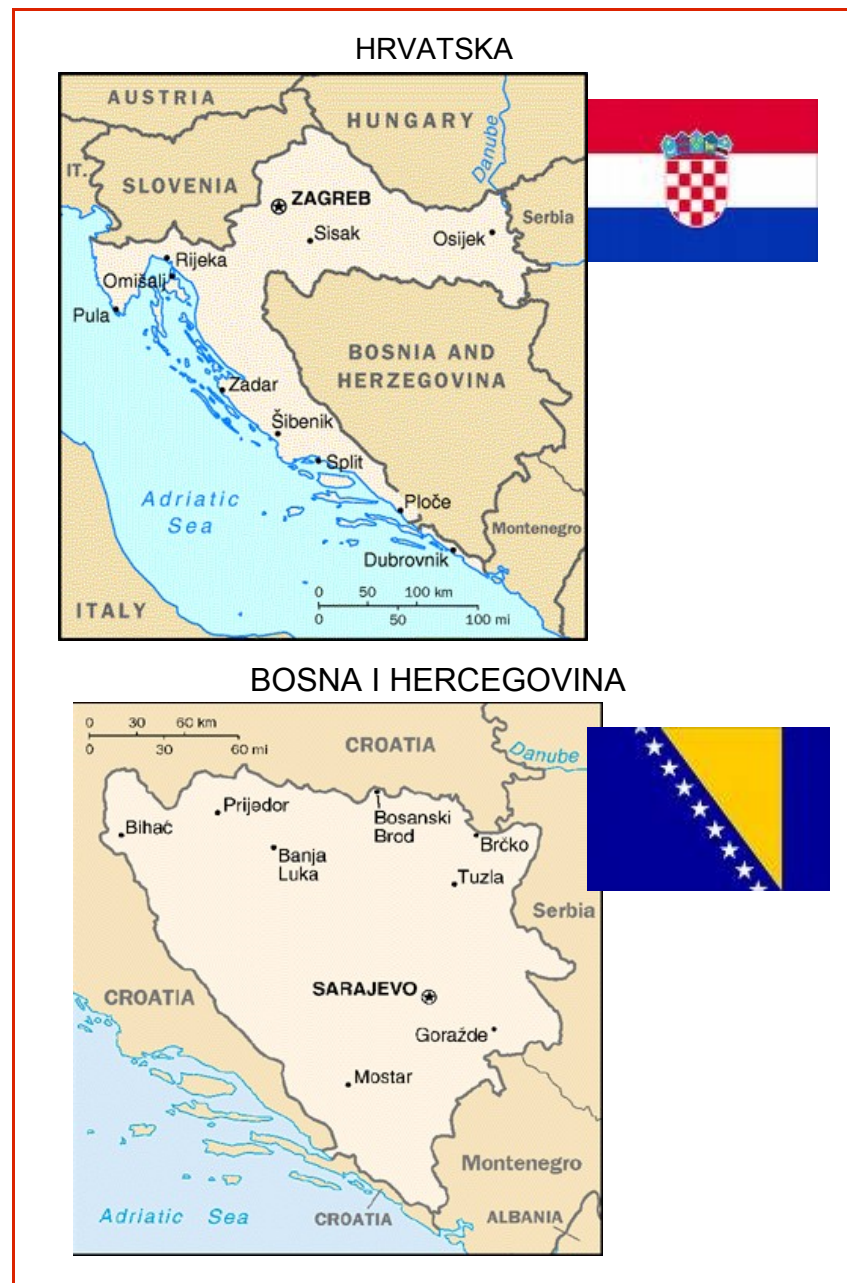 HRVATSKA
AUSTRIA
HUNGARY
Danube
IT.
SLOVENIA
ZAGREB
Serbia
Sisak
Osijek
Rijeka
Omišalj
Pula
BOSNIA AND
HERZEGOVINA
Zadar
Šibenik
Split
Adriatic
Sea
Ploče
Montenegro
Dubrovnik
ITALY
0 50 100 km
0 50 100 mi
BOSNA I HERCEGOVINA
0 30 60 km
0 30 60 mi
CROATIA
Danube
Prijedor
Bihać
Bosanski
Brod
Brčko
Banja
Luka
Tuzla
Serbia
SARAJEVO
CROATIA
Goražde
Mostar
Montenegro
Adriatic Sea
CROATIA
ALBANIA